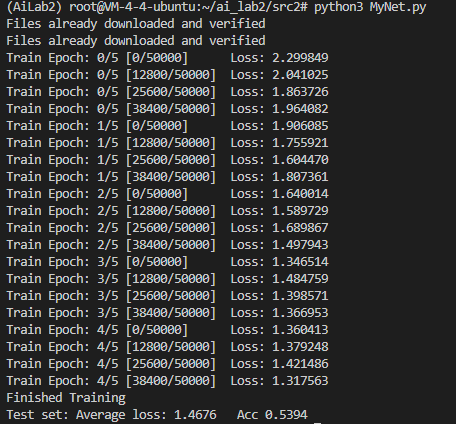 (AiLab2) root@VM-4-4-ubuntu:~/ai_lab2/src2# python3 MyNet.py
Files already downloaded and verified
Files already downloaded and verified
Train Epoch: 0/5 [0/50000]      Loss: 2.299849
Train Epoch: 0/5 [12800/50000]  Loss: 2.041025
Train Epoch: 0/5 [25600/50000]  Loss: 1.863726
Train Epoch: 0/5 [38400/50000]  Loss: 1.964082
Train Epoch: 1/5 [0/50000]      Loss: 1.906085
Train Epoch: 1/5 [12800/50000]  Loss: 1.755921
Train Epoch: 1/5 [25600/50000]  Loss: 1.604470
Train Epoch: 1/5 [38400/50000]  Loss: 1.807361
Train Epoch: 2/5 [0/50000]      Loss: 1.640014
Train Epoch: 2/5 [12800/50000]  Loss: 1.589729
Train Epoch: 2/5 [25600/50000]  Loss: 1.689867
Train Epoch: 2/5 [38400/50000]  Loss: 1.497943
Train Epoch: 3/5 [0/50000]      Loss: 1.346514
Train Epoch: 3/5 [12800/50000]  Loss: 1.484759
Train Epoch: 3/5 [25600/50000]  Loss: 1.398571
Train Epoch: 3/5 [38400/50000]  Loss: 1.366953
Train Epoch: 4/5 [0/50000]      Loss: 1.360413
Train Epoch: 4/5 [12800/50000]  Loss: 1.379248
Train Epoch: 4/5 [25600/50000]  Loss: 1.421486
Train Epoch: 4/5 [38400/50000]  Loss: 1.317563
Finished Training
Test set: Average loss: 1.4676   Acc 0.5394